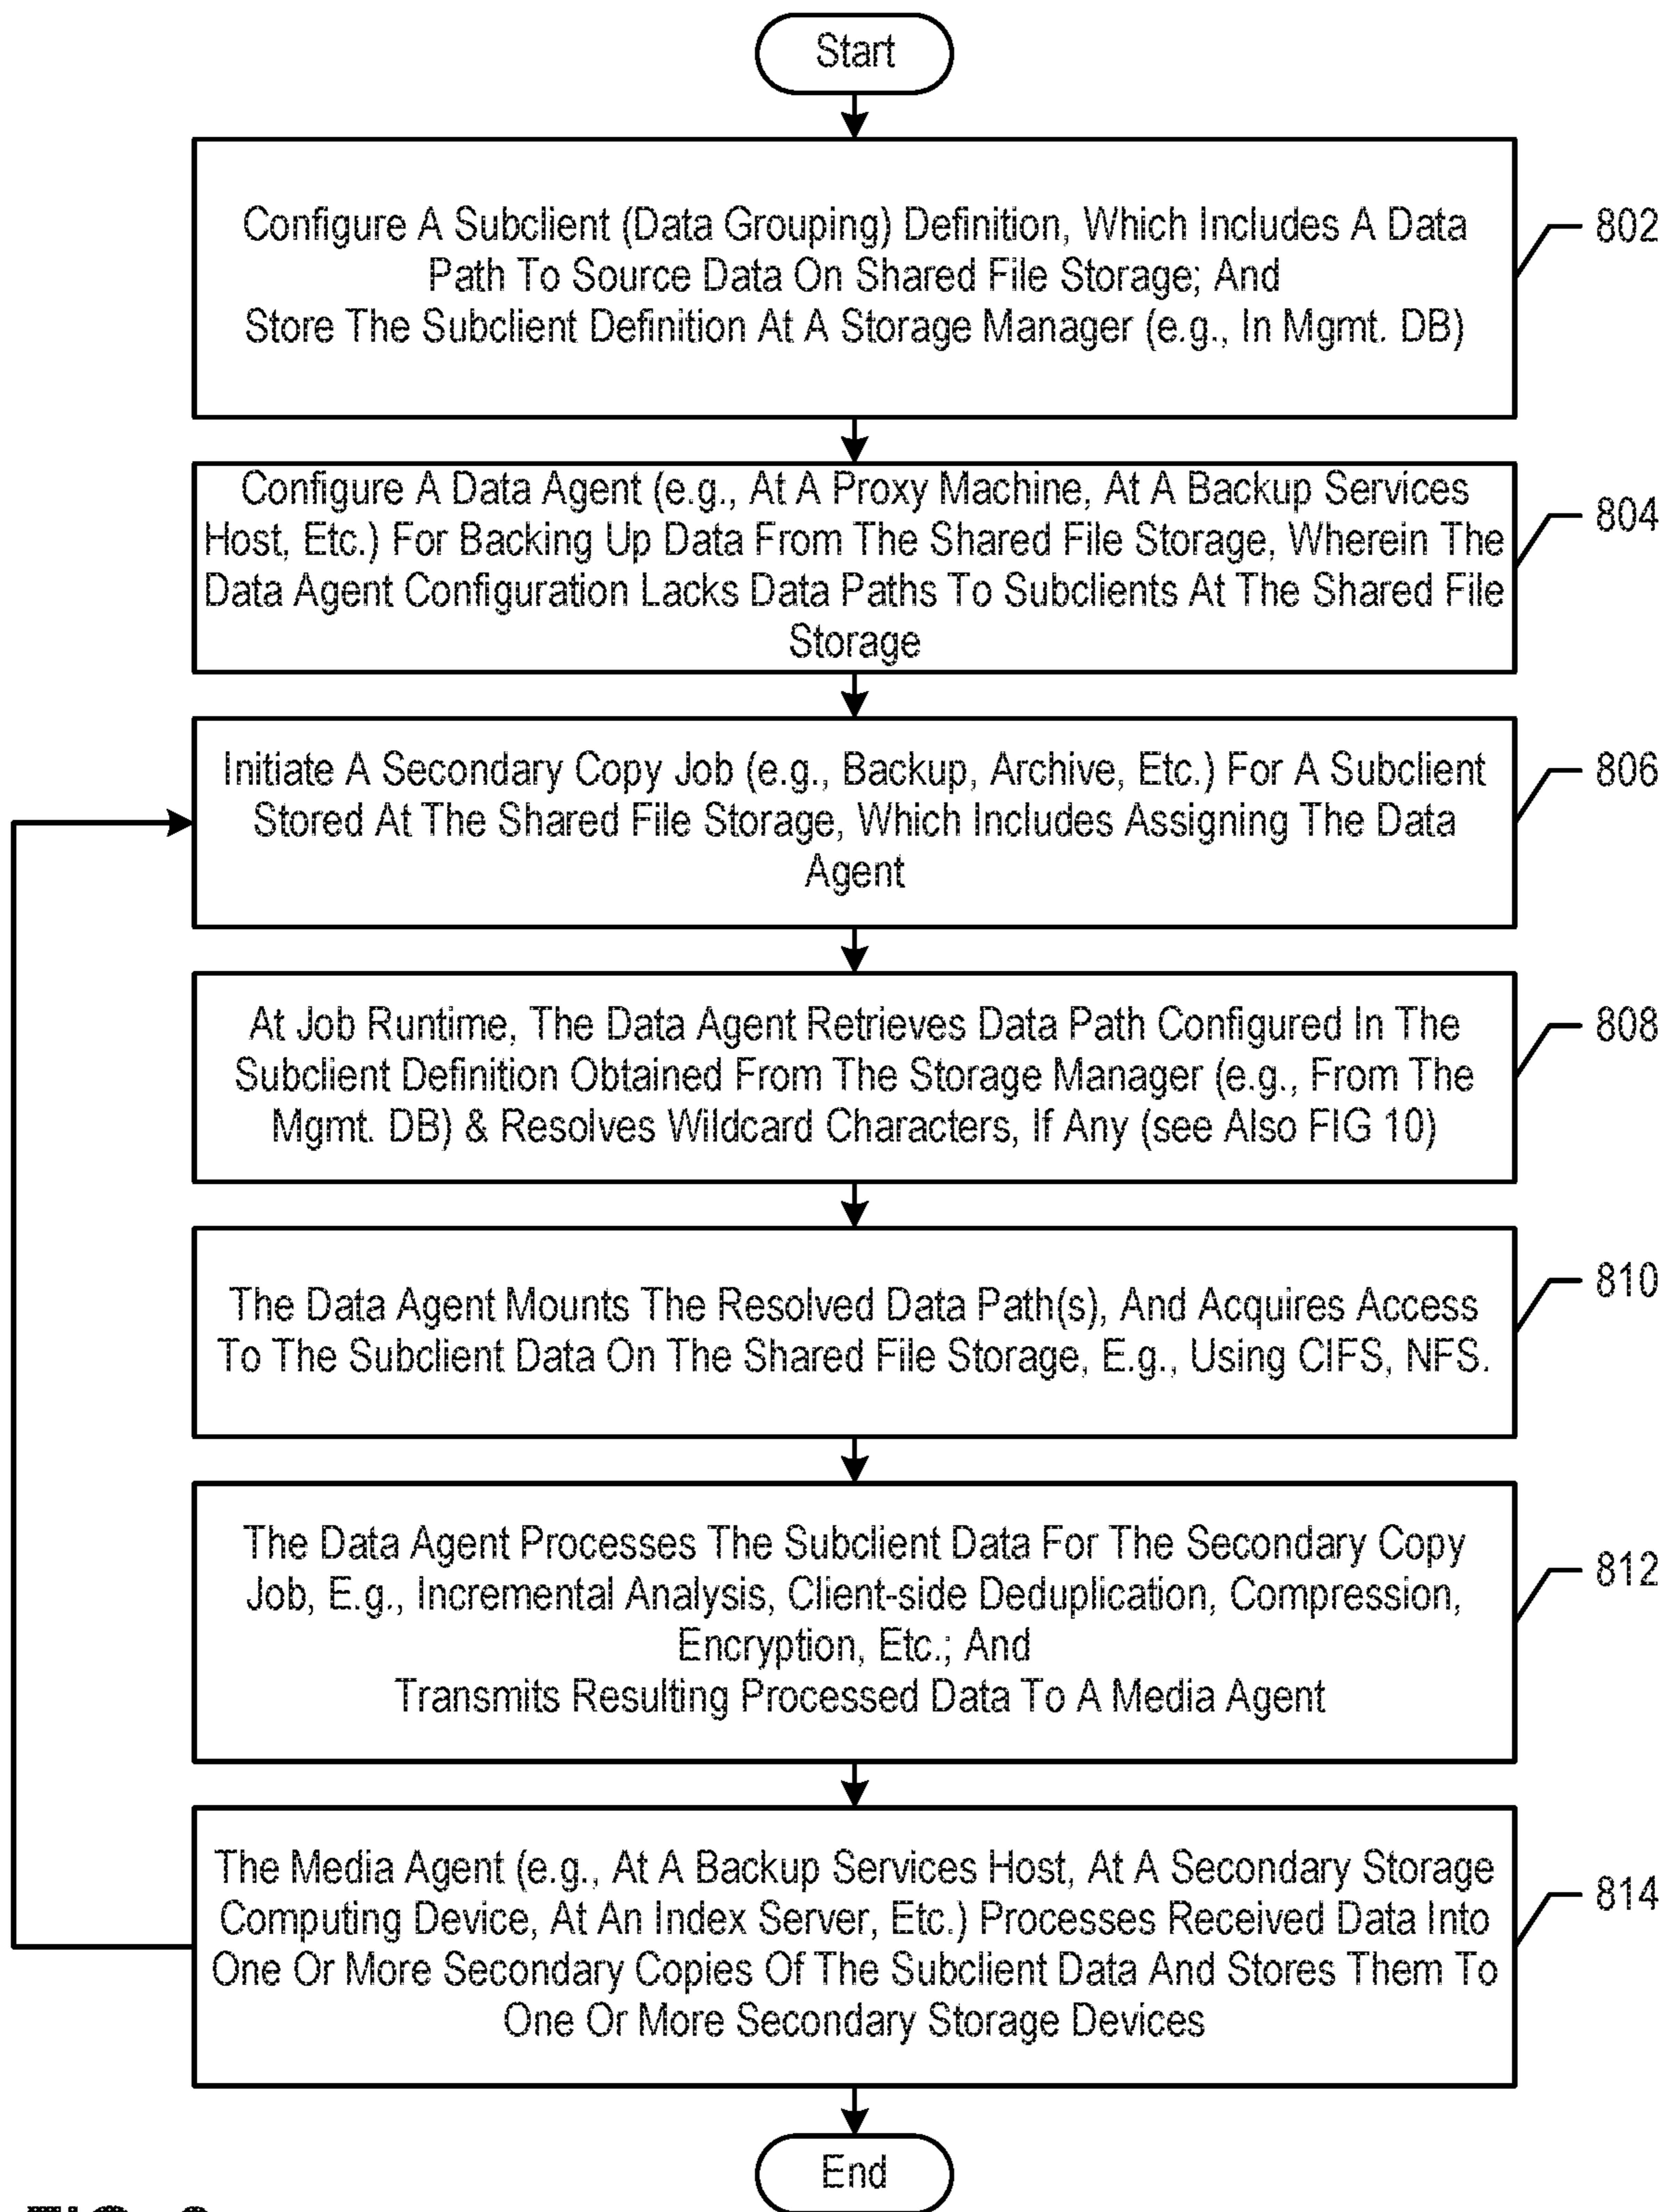 Start
Configure A Subclient (Data Grouping) Definition, Which Includes A Data
Path To Source Data On Shared File Storage; And
Store The Subclient Definition At A Storage Manager (e.g., In Mgmt. DB)
802
Configure A Data Agent (e.g., At A Proxy Machine, At A Backup Services
Host, Etc.) For Backing Up Data From The Shared File Storage, Wherein The
Data Agent Configuration Lacks Data Paths To Subclients At The Shared File
Storage
804
Initiate A Secondary Copy Job (e.g., Backup, Archive, Etc.) For A Subclient
Stored At The Shared File Storage, Which Includes Assigning The Data
Agent
806
At Job Runtime, The Data Agent Retrieves Data Path Configured In The
Subclient Definition Obtained From The Storage Manager (e.g., From The
Mgmt. DB) & Resolves Wildcard Characters, If Any (see Also FIG 10)
808
The Data Agent Mounts The Resolved Data Path(s), And Acquires Access
To The Subclient Data On The Shared File Storage, E.g., Using CIFS, NFS.
810
The Data Agent Processes The Subclient Data For The Secondary Copy
Job, E.g., Incremental Analysis, Client-side Deduplication, Compression,
Encryption, Etc.; And
Transmits Resulting Processed Data To A Media Agent
812
The Media Agent (e.g., At A Backup Services Host, At A Secondary Storage
Computing Device, At An Index Server, Etc.) Processes Received Data Into
One Or More Secondary Copies Of The Subclient Data And Stores Them To
One Or More Secondary Storage Devices
814
End